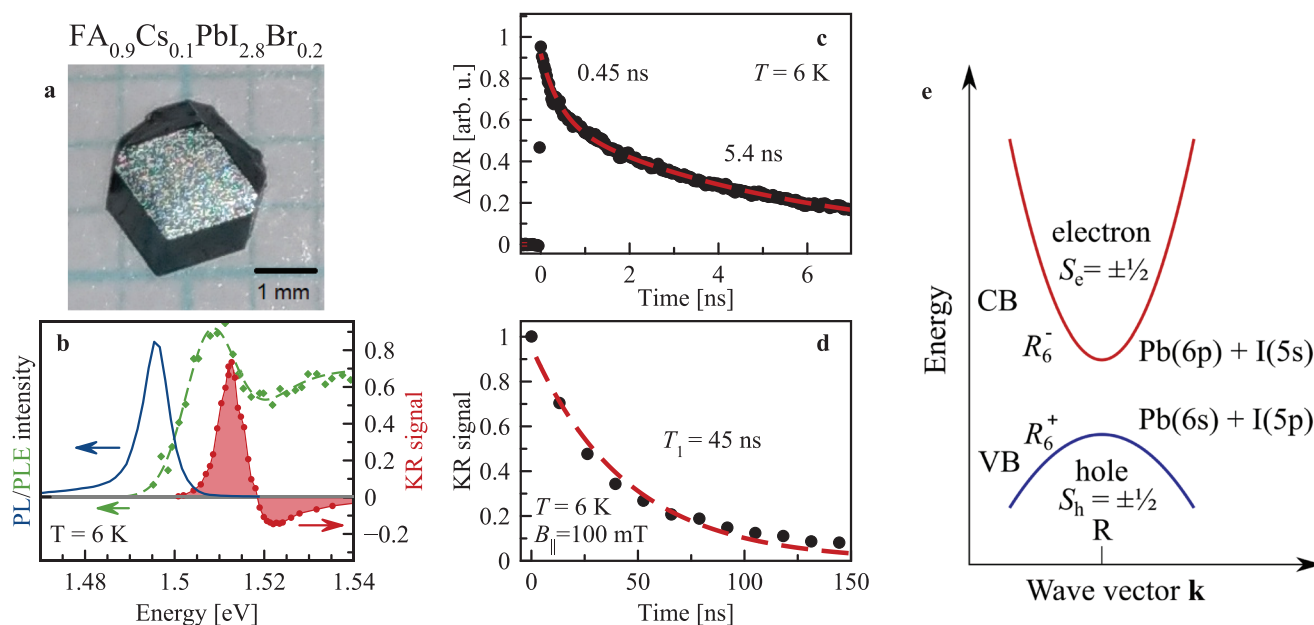 FA₀.₉Cs₀.₁PbI₂.₈Br₀.₂
a
1 mm
b
PL/PLE intensity
T = 6 K
0.8
0.6
0.4
0.2
0
−0.2
KR signal
1.48
1.5
1.52
1.54
Energy [eV]
c
0.45 ns
T = 6 K
5.4 ns
ΔR/R [arb. u.]
1
0.8
0.6
0.4
0.2
0
0
2
4
6
Time [ns]
d
T₁ = 45 ns
T = 6 K
B∥=100 mT
KR signal
1
0.8
0.6
0.4
0.2
0
0
25
50
75
100
125
150
Time [ns]
e
Energy
electron
Sₑ= ±½
CB
R₆⁻
Pb(6p) + I(5s)
R₆⁺
Pb(6s) + I(5p)
VB
hole
Sₕ = ±½
R
Wave vector k